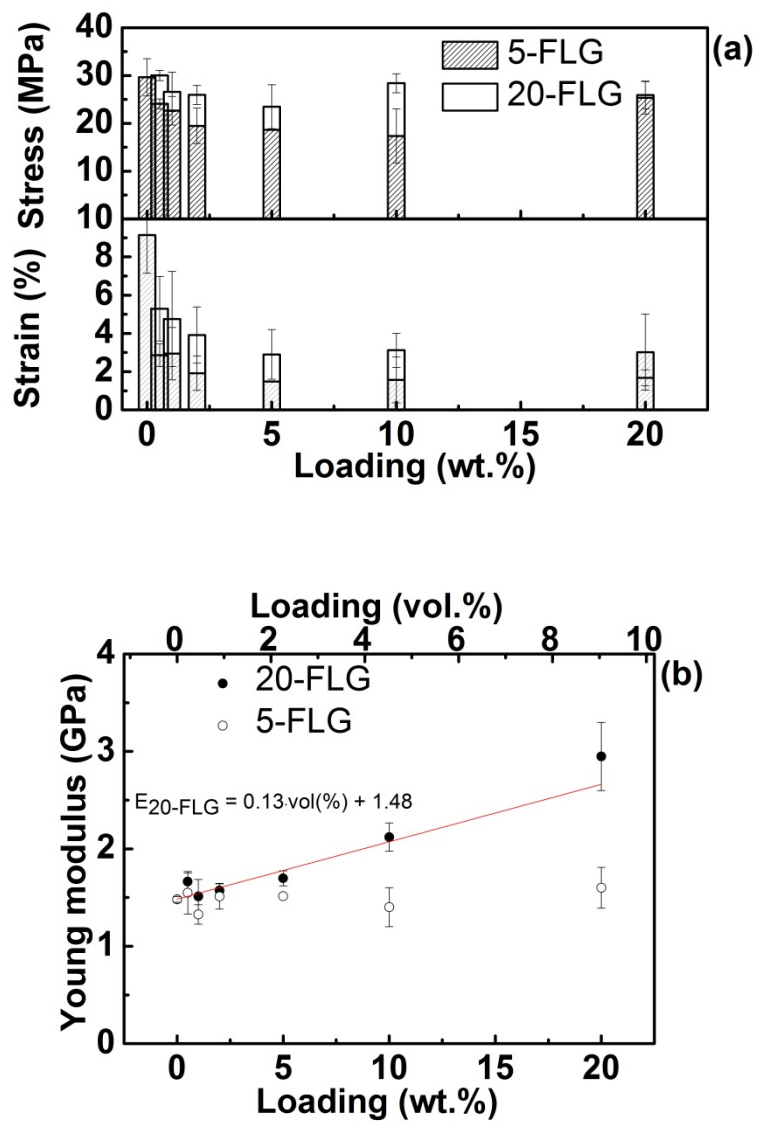 40
(a)
5-FLG
30
20-FLG
20
10
10
Stress (MPa)
8
6
4
2
0
Strain (%)
0 5 10 15 20
Loading (wt.%)
Loading (vol.%)
0 2 4 6 8 10
4
(b)
20-FLG
5-FLG
3
E20-FLG = 0.13.vol(%) + 1.48
2
1
0
Young modulus (GPa)
0 5 10 15 20
Loading (wt.%)